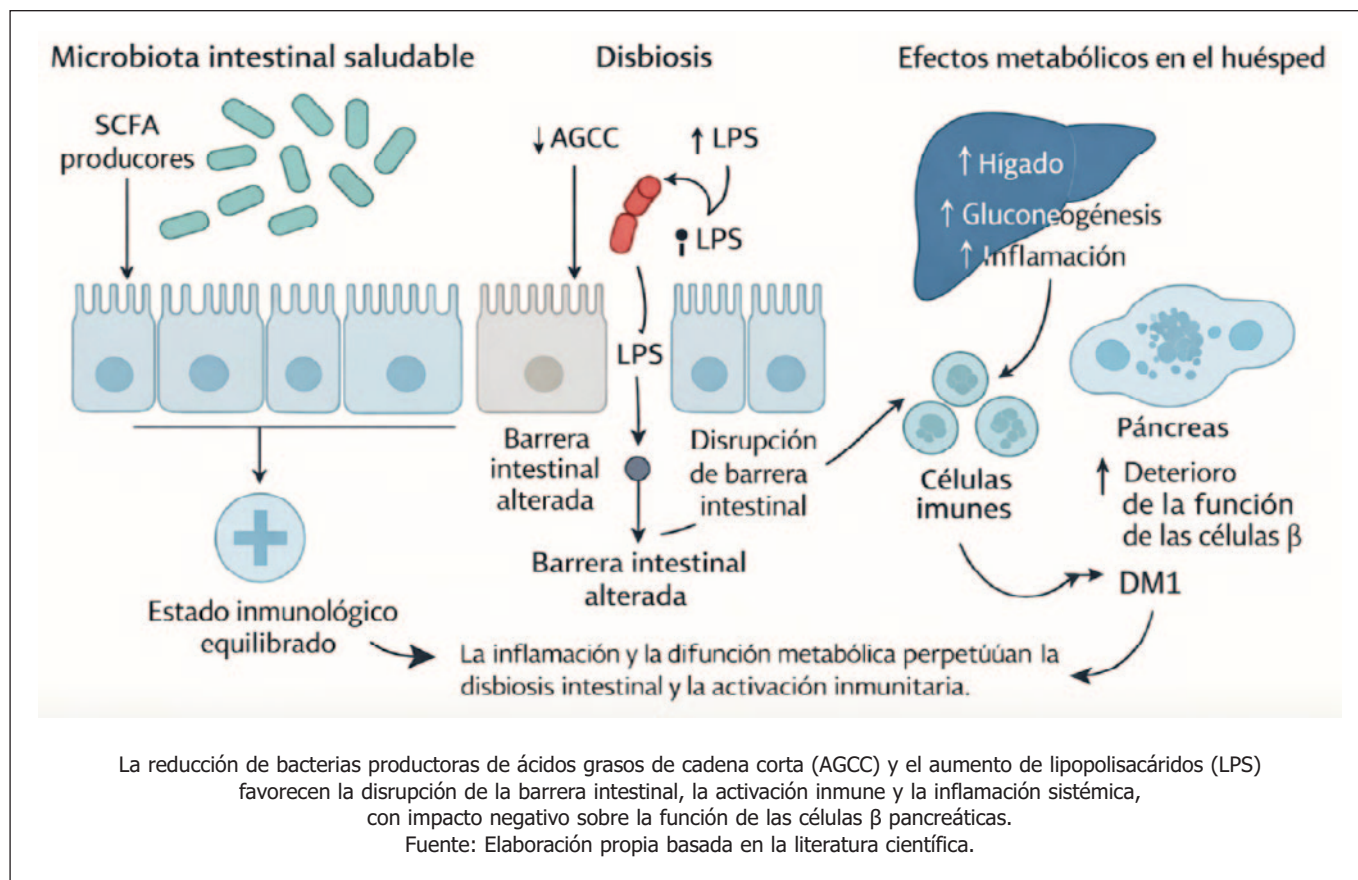 Microbiota intestinal saludable
SCFA
producores
Disbiosis
↓ AGCC
↑ LPS
LPS
LPS
Barrera
intestinal
alterada
Disrupción
de barrera
intestinal
Barrera intestinal
alterada
Estado inmunológico
equilibrado
Efectos metabólicos en el huésped
↑ Hígado
↑ Gluconeogénesis
↑ Inflamación
Células
imunes
Páncreas
↑ Deterioro
de la función
de las células β
DM1
La inflamación y la difunción metabólica perpetúúan la
disbiosis intestinal y la activación inmunitaria.
La reducción de bacterias productoras de ácidos grasos de cadena corta (AGCC) y el aumento de lipopolisacáridos (LPS)
favorecen la disrupción de la barrera intestinal, la activación inmune y la inflamación sistémica,
con impacto negativo sobre la función de las células β pancreáticas.
Fuente: Elaboración propia basada en la literatura científica.